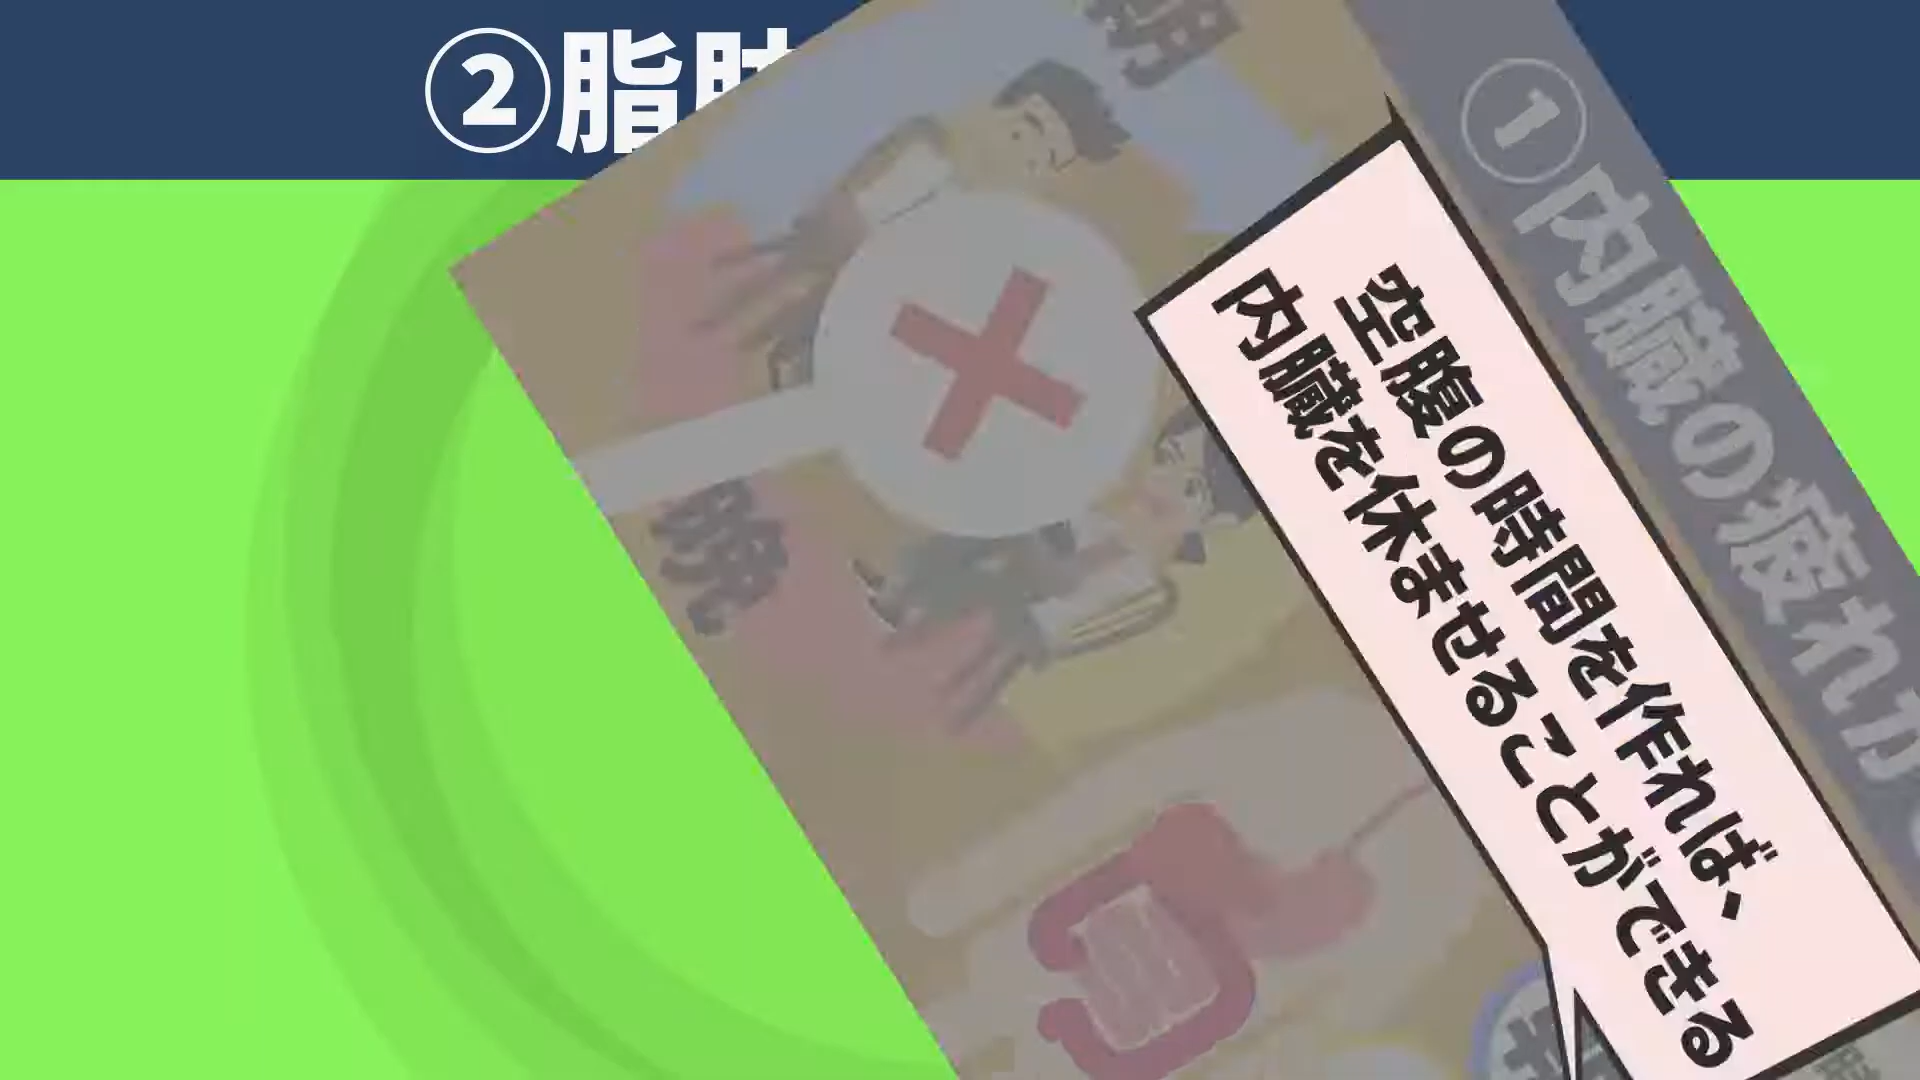 ②脂肪
①内臓の疲れが
朝
空腹の時間を作れば、
内臓を休ませることができる
晩